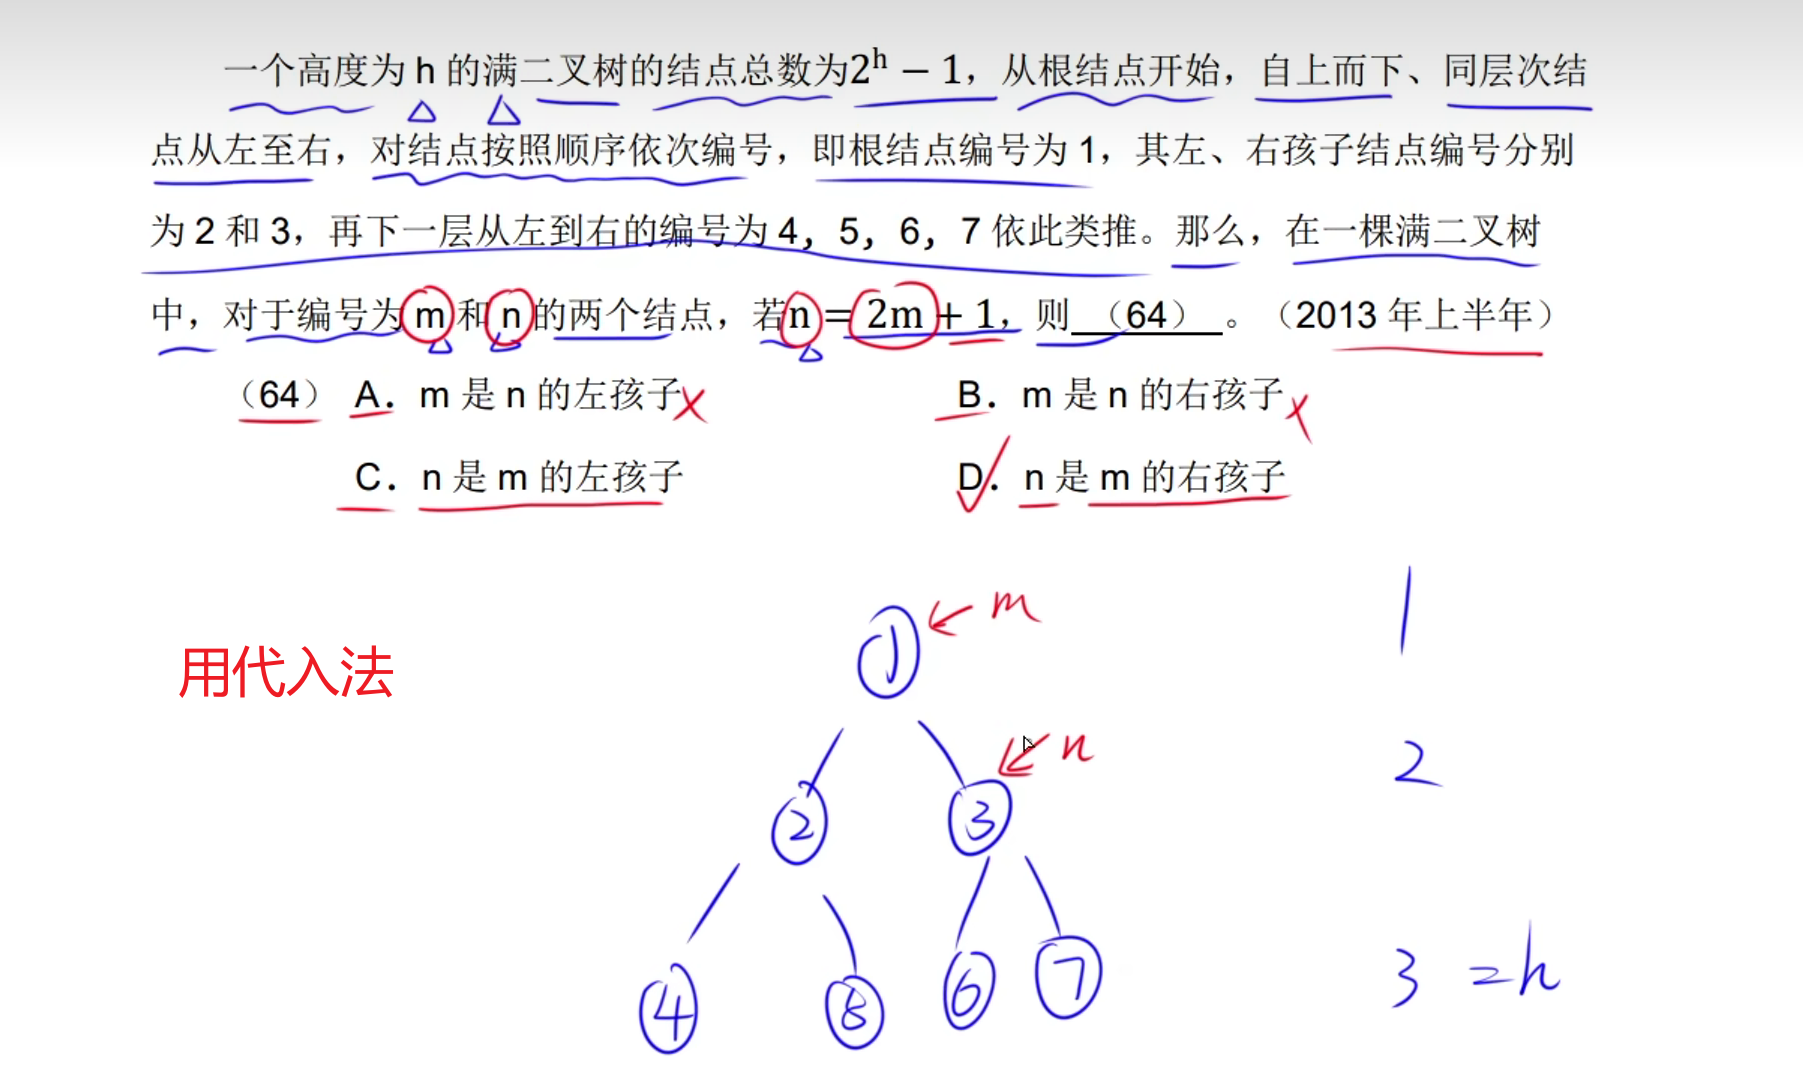 一个高度为 h 的满二叉树的结点总数为2ʰ − 1，从根结点开始，自上而下、同层次结
点从左至右，对结点按照顺序依次编号，即根结点编号为 1，其左、右孩子结点编号分别
为 2 和 3，再下一层从左到右的编号为 4，5，6，7 依此类推。那么，在一棵满二叉树
中，对于编号为 m 和 n 的两个结点，若n = 2m + 1，则 （64） 。（2013 年上半年）
（64） A．m 是 n 的左孩子 B．m 是 n 的右孩子
C．n 是 m 的左孩子 D．n 是 m 的右孩子
用代入法
1 m 1
2 3 n 2
4 6 7 3 = h